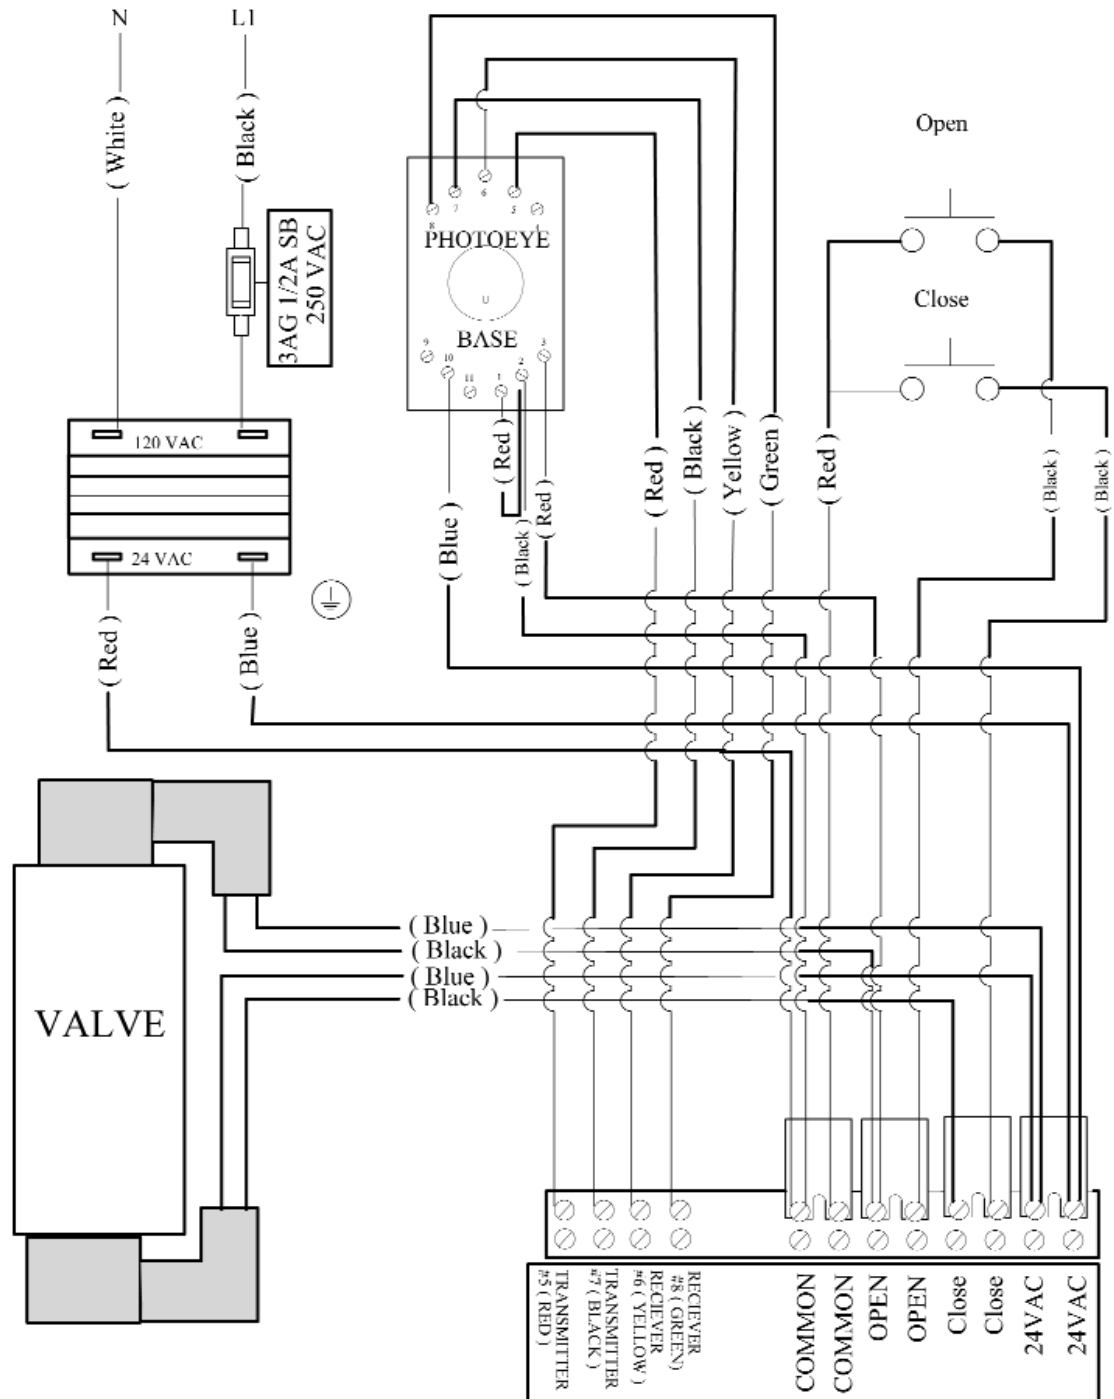 N
L1
( White )
( Black )
3AG 1/2A SB
250 VAC
120 VAC
24 VAC
( Red )
( Blue )
8
7
6
5
PHOTOEYE
U
BASE
9
10
11
1
2
3
( Blue )
( Red )
( Black )
( Red )
( Red )
( Black )
( Yellow )
( Green )
Open
Close
( Red )
( Black )
( Black )
VALVE
( Blue )
( Black )
( Blue )
( Black )
TRANSMITTER
#5 ( RED )
TRANSMITTER
#7 ( BLACK )
RECIEVER
#6 ( YELLOW )
RECIEVER
#8 ( GREEN)
COMMON
COMMON
OPEN
OPEN
Close
Close
24VAC
24VAC